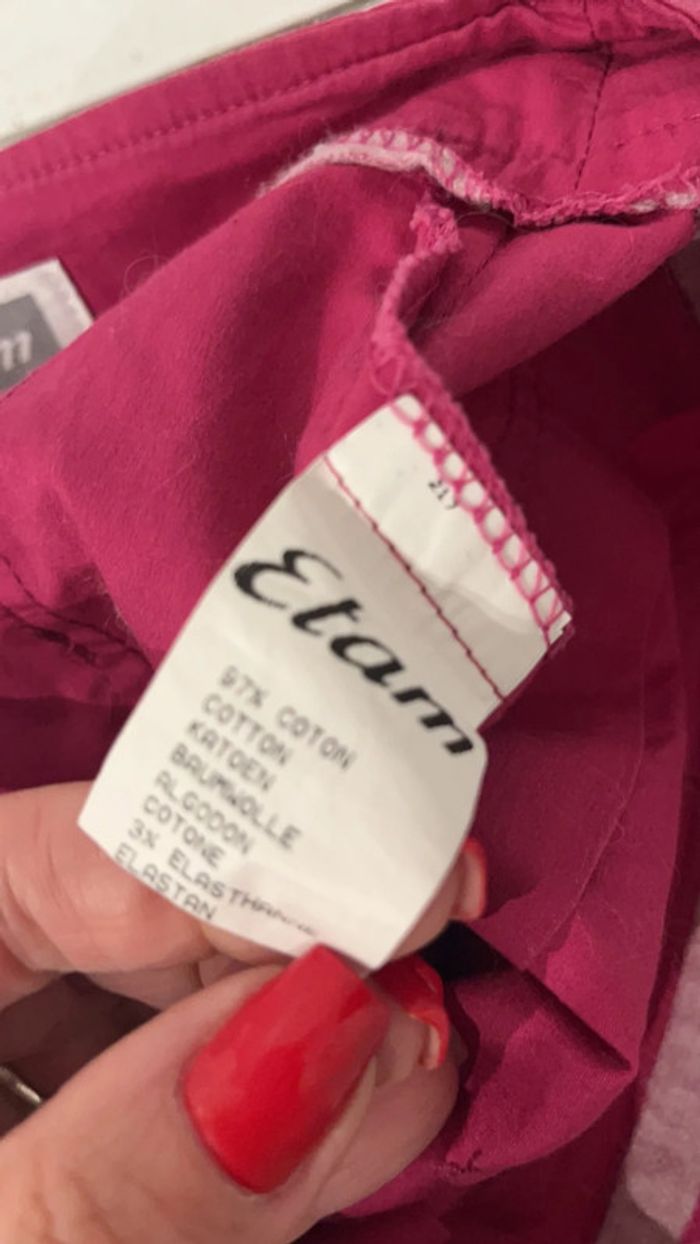 Etam
97% COTON
COTTON
KATOEN
BAUMWOLLE
ALGODON
COTONE
3% ELASTHANNE
ELASTAN